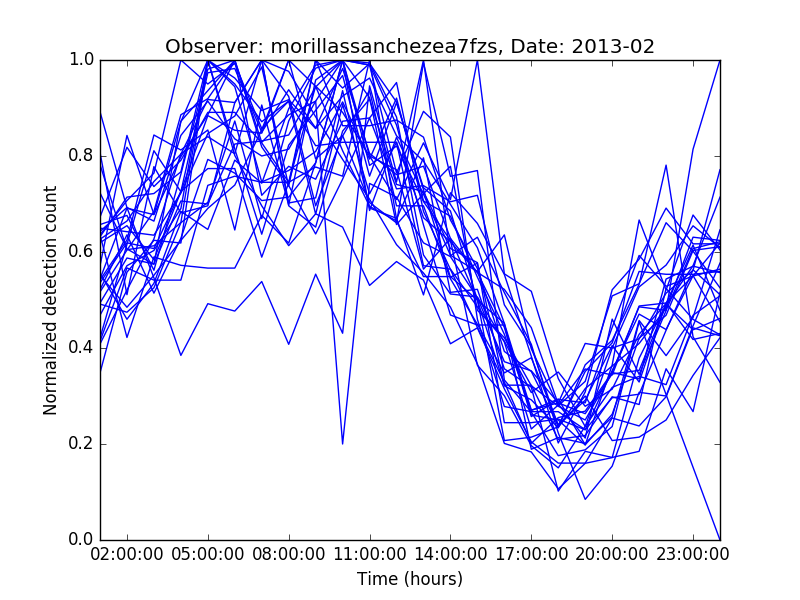 Observer: morillassanchezea7fzs, Date: 2013-02
1.0
0.8
0.6
0.4
0.2
0.0
Normalized detection count
02:00:00 05:00:00 08:00:00 11:00:00 14:00:00 17:00:00 20:00:00 23:00:00
Time (hours)